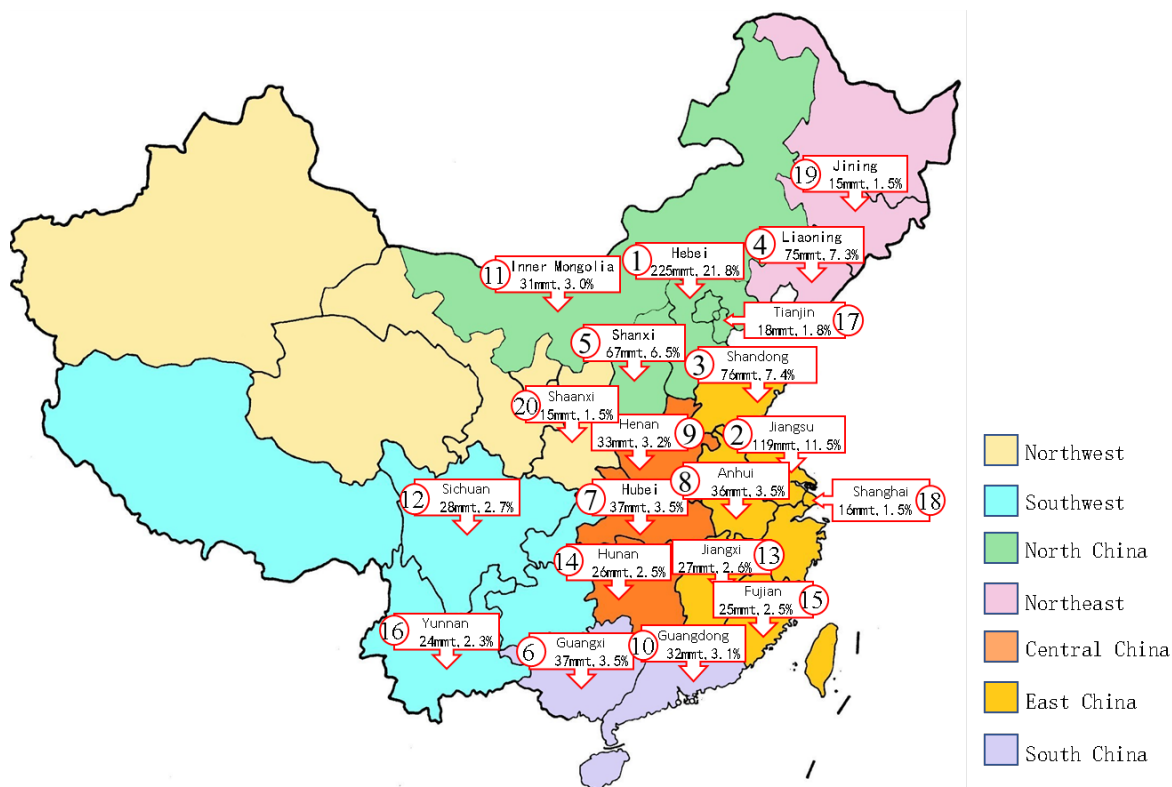 19
Jining
15mmt, 1.5%
4
Liaoning
75mmt, 7.3%
1
Hebei
225mmt, 21.8%
11
Inner Mongolia
31mmt, 3.0%
Tianjin
18mmt, 1.8%
17
5
Shanxi
67mmt, 6.5%
3
Shandong
76mmt, 7.4%
20
Shaanxi
15mmt, 1.5%
Henan
33mmt, 3.2%
9
2
Jiangsu
119mmt, 11.5%
8
Anhui
36mmt, 3.5%
12
Sichuan
28mmt, 2.7%
7
Hubei
37mmt, 3.5%
Shanghai
16mmt, 1.5%
18
14
Hunan
26mmt, 2.5%
Jiangxi
27mmt, 2.6%
13
Fujian
25mmt, 2.5%
15
16
Yunnan
24mmt, 2.3%
6
Guangxi
37mmt, 3.5%
10
Guangdong
32mmt, 3.1%
Northwest
Southwest
North China
Northeast
Central China
East China
South China